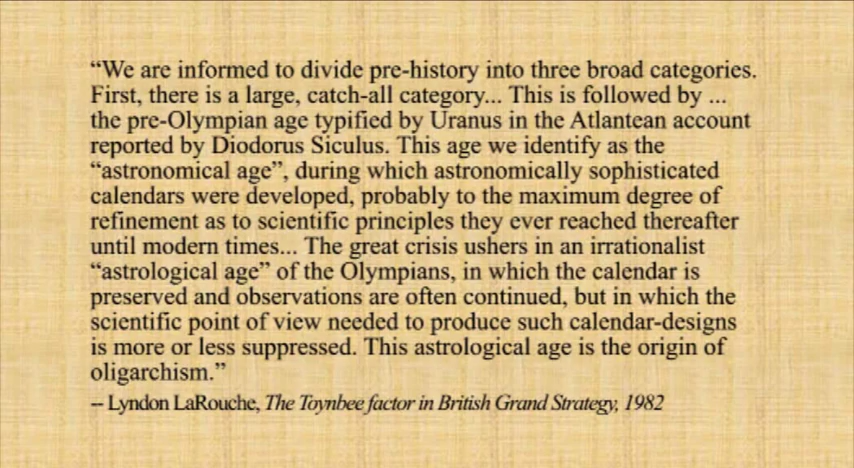 “We are informed to divide pre-history into three broad categories.
First, there is a large, catch-all category... This is followed by ...
the pre-Olympian age typified by Uranus in the Atlantean account
reported by Diodorus Siculus. This age we identify as the
“astronomical age”, during which astronomically sophisticated
calendars were developed, probably to the maximum degree of
refinement as to scientific principles they ever reached thereafter
until modern times... The great crisis ushers in an irrationalist
“astrological age” of the Olympians, in which the calendar is
preserved and observations are often continued, but in which the
scientific point of view needed to produce such calendar-designs
is more or less suppressed. This astrological age is the origin of
oligarchism.”
-- Lyndon LaRouche, The Toynbee factor in British Grand Strategy, 1982